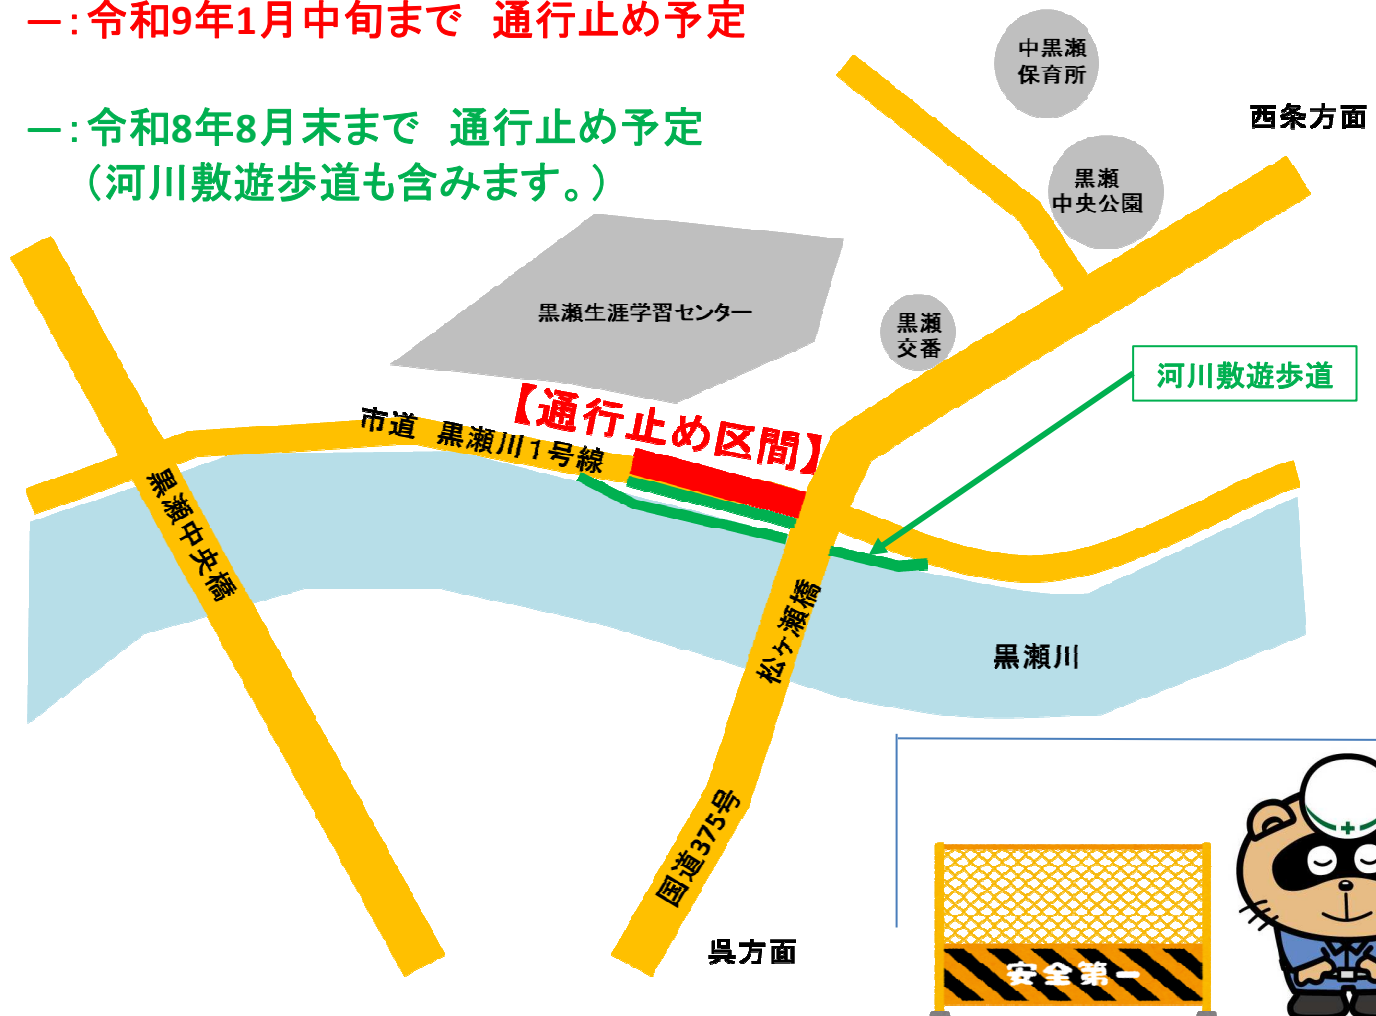 ―：令和9年1月中旬まで　通行止め予定
―：令和8年8月末まで　通行止め予定
（河川敷遊歩道も含みます。）
中黒瀬
保育所
西条方面
黒瀬
中央公園
黒瀬生涯学習センター
黒瀬
交番
河川敷遊歩道
【通行止め区間】
市道　黒瀬川1号線
黒瀬中央橋
松ヶ瀬橋
黒瀬川
国道375号
呉方面
安全第一